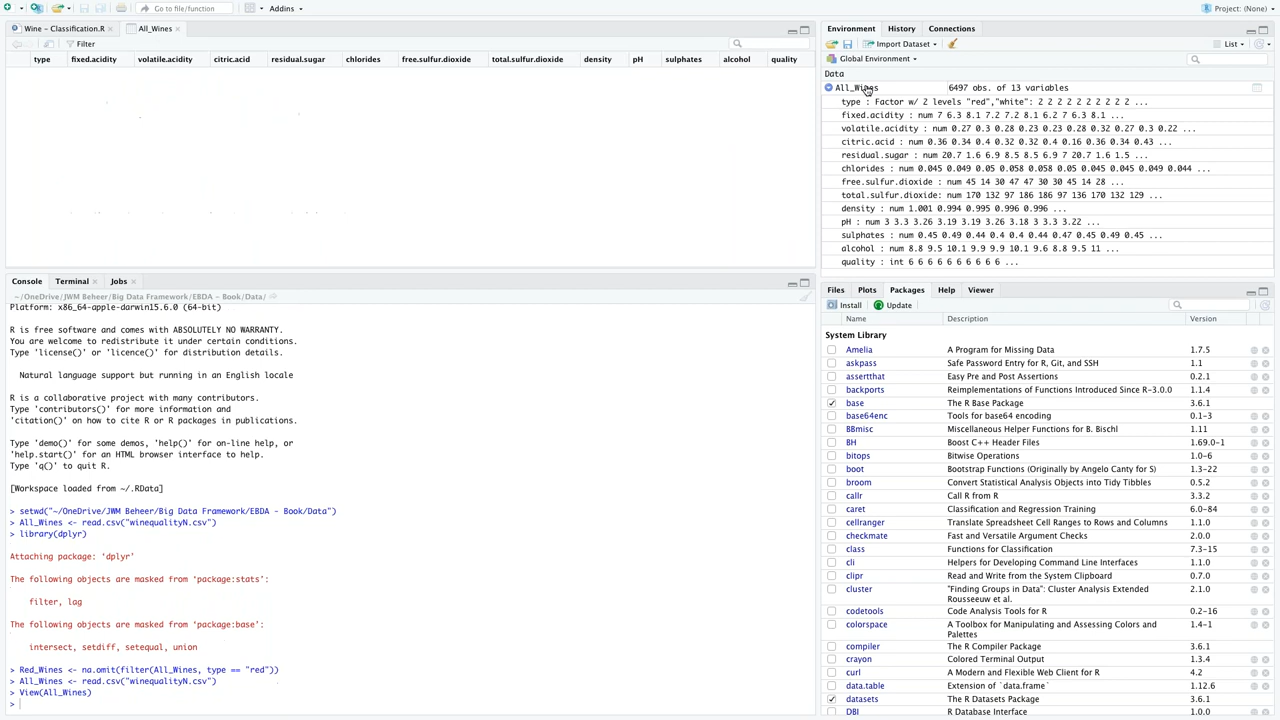 Go to file/function
Addins
Project: (None)
Wine - Classification.R
All_Wines
Filter
type fixed.acidity volatile.acidity citric.acid residual.sugar chlorides free.sulfur.dioxide total.sulfur.dioxide density pH sulphates alcohol quality
Console Terminal Jobs
~/OneDrive/JWM Beheer/Big Data Framework/EBDA - Book/Data/
Platform: x86_64-apple-darwin15.6.0 (64-bit)
R is free software and comes with ABSOLUTELY NO WARRANTY.
You are welcome to redistribute it under certain conditions.
Type 'license()' or 'licence()' for distribution details.
Natural language support but running in an English locale
R is a collaborative project with many contributors.
Type 'contributors()' for more information and
'citation()' on how to cite R or R packages in publications.
Type 'demo()' for some demos, 'help()' for on-line help, or
'help.start()' for an HTML browser interface to help.
Type 'q()' to quit R.
[Workspace loaded from ~/.RData]
> setwd("~/OneDrive/JWM Beheer/Big Data Framework/EBDA - Book/Data")
> All_Wines <- read.csv("winequalityN.csv")
> library(dplyr)
Attaching package: ‘dplyr’
The following objects are masked from ‘package:stats’:
filter, lag
The following objects are masked from ‘package:base’:
intersect, setdiff, setequal, union
> Red_Wines <- na.omit(filter(All_Wines, type == "red"))
> All_Wines <- read.csv("winequalityN.csv")
> View(All_Wines)
>
Environment History Connections
Import Dataset
List
Global Environment
Data
All_Wines 6497 obs. of 13 variables
type : Factor w/ 2 levels "red","white": 2 2 2 2 2 2 2 2 2 2 ...
fixed.acidity : num 7 6.3 8.1 7.2 7.2 8.1 6.2 7 6.3 8.1 ...
volatile.acidity : num 0.27 0.3 0.28 0.23 0.23 0.28 0.32 0.27 0.3 0.22 ...
citric.acid : num 0.36 0.34 0.4 0.32 0.32 0.4 0.16 0.36 0.34 0.43 ...
residual.sugar : num 20.7 1.6 6.9 8.5 8.5 6.9 7 20.7 1.6 1.5 ...
chlorides : num 0.045 0.049 0.05 0.058 0.058 0.05 0.045 0.045 0.049 0.044 ...
free.sulfur.dioxide : num 45 14 30 47 47 30 30 45 14 28 ...
total.sulfur.dioxide: num 170 132 97 186 186 97 136 170 132 129 ...
density : num 1.001 0.994 0.995 0.996 0.996 ...
pH : num 3 3.3 3.26 3.19 3.19 3.26 3.18 3 3.3 3.22 ...
sulphates : num 0.45 0.49 0.44 0.4 0.4 0.44 0.47 0.45 0.49 0.45 ...
alcohol : num 8.8 9.5 10.1 9.9 9.9 10.1 9.6 8.8 9.5 11 ...
quality : int 6 6 6 6 6 6 6 6 6 6 ...
Files Plots Packages Help Viewer
Install Update
Name Description Version
System Library
Amelia A Program for Missing Data 1.7.5
askpass Safe Password Entry for R, Git, and SSH 1.1
assertthat Easy Pre and Post Assertions 0.2.1
backports Reimplementations of Functions Introduced Since R-3.0.0 1.1.4
base The R Base Package 3.6.1
base64enc Tools for base64 encoding 0.1-3
BBmisc Miscellaneous Helper Functions for B. Bischl 1.11
BH Boost C++ Header Files 1.69.0-1
bitops Bitwise Operations 1.0-6
boot Bootstrap Functions (Originally by Angelo Canty for S) 1.3-22
broom Convert Statistical Analysis Objects into Tidy Tibbles 0.5.2
callr Call R from R 3.3.2
caret Classification and Regression Training 6.0-84
cellranger Translate Spreadsheet Cell Ranges to Rows and Columns 1.1.0
checkmate Fast and Versatile Argument Checks 2.0.0
class Functions for Classification 7.3-15
cli Helpers for Developing Command Line Interfaces 1.1.0
clipr Read and Write from the System Clipboard 0.7.0
cluster "Finding Groups in Data": Cluster Analysis Extended 2.1.0
Rousseeuw et al.
codetools Code Analysis Tools for R 0.2-16
colorspace A Toolbox for Manipulating and Assessing Colors and 1.4-1
Palettes
compiler The R Compiler Package 3.6.1
crayon Colored Terminal Output 1.3.4
curl A Modern and Flexible Web Client for R 4.2
data.table Extension of `data.frame` 1.12.6
datasets The R Datasets Package 3.6.1
DBI R Database Interface 1.0.0